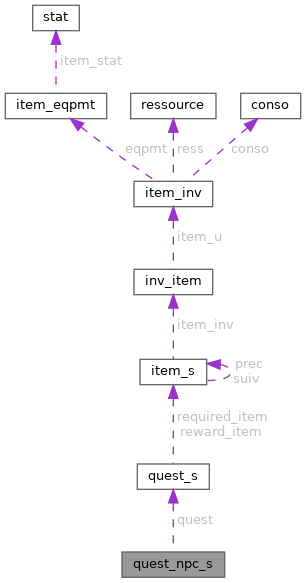 stat
item_stat
item_eqpmt
ressource
conso
eqpmt
ress
conso
item_inv
item_u
inv_item
item_inv
item_s
prec
suiv
required_item
reward_item
quest_s
quest
quest_npc_s